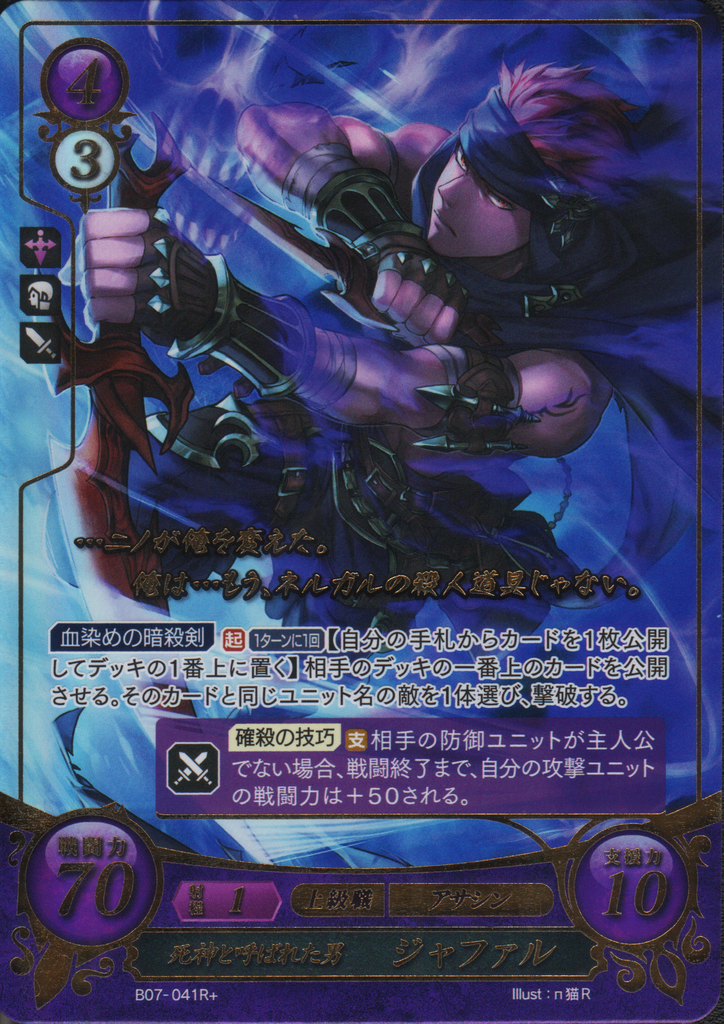 4
3
…ニノが俺を変えた。
俺は…もう、ネルガルの殺人道具じゃない。
血染めの暗殺剣 起 1ターンに1回【自分の手札からカードを1枚公開
してデッキの1番上に置く】相手のデッキの一番上のカードを公開
させる。そのカードと同じユニット名の敵を1体選び、撃破する。
確殺の技巧 支 相手の防御ユニットが主人公
でない場合、戦闘終了まで、自分の攻撃ユニット
の戦闘力は+50される。
戦闘力
70
射程 1 上級職 アサシン
支援力
10
死神と呼ばれた男 ジャファル
B07-041R+ Illust:n猫R